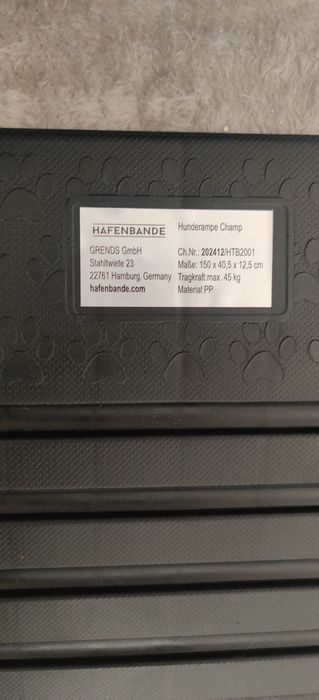 HAFENBANDE
GRENDS GmbH
Stahltwiete 23
22761 Hamburg, Germany
hafenbande.com
Hunderampe Champ
Ch.Nr.: 202412/HTB2001
Maße: 150 x 40,5 x 12,5 cm
Tragkraft:max. 45 kg
Material:PP